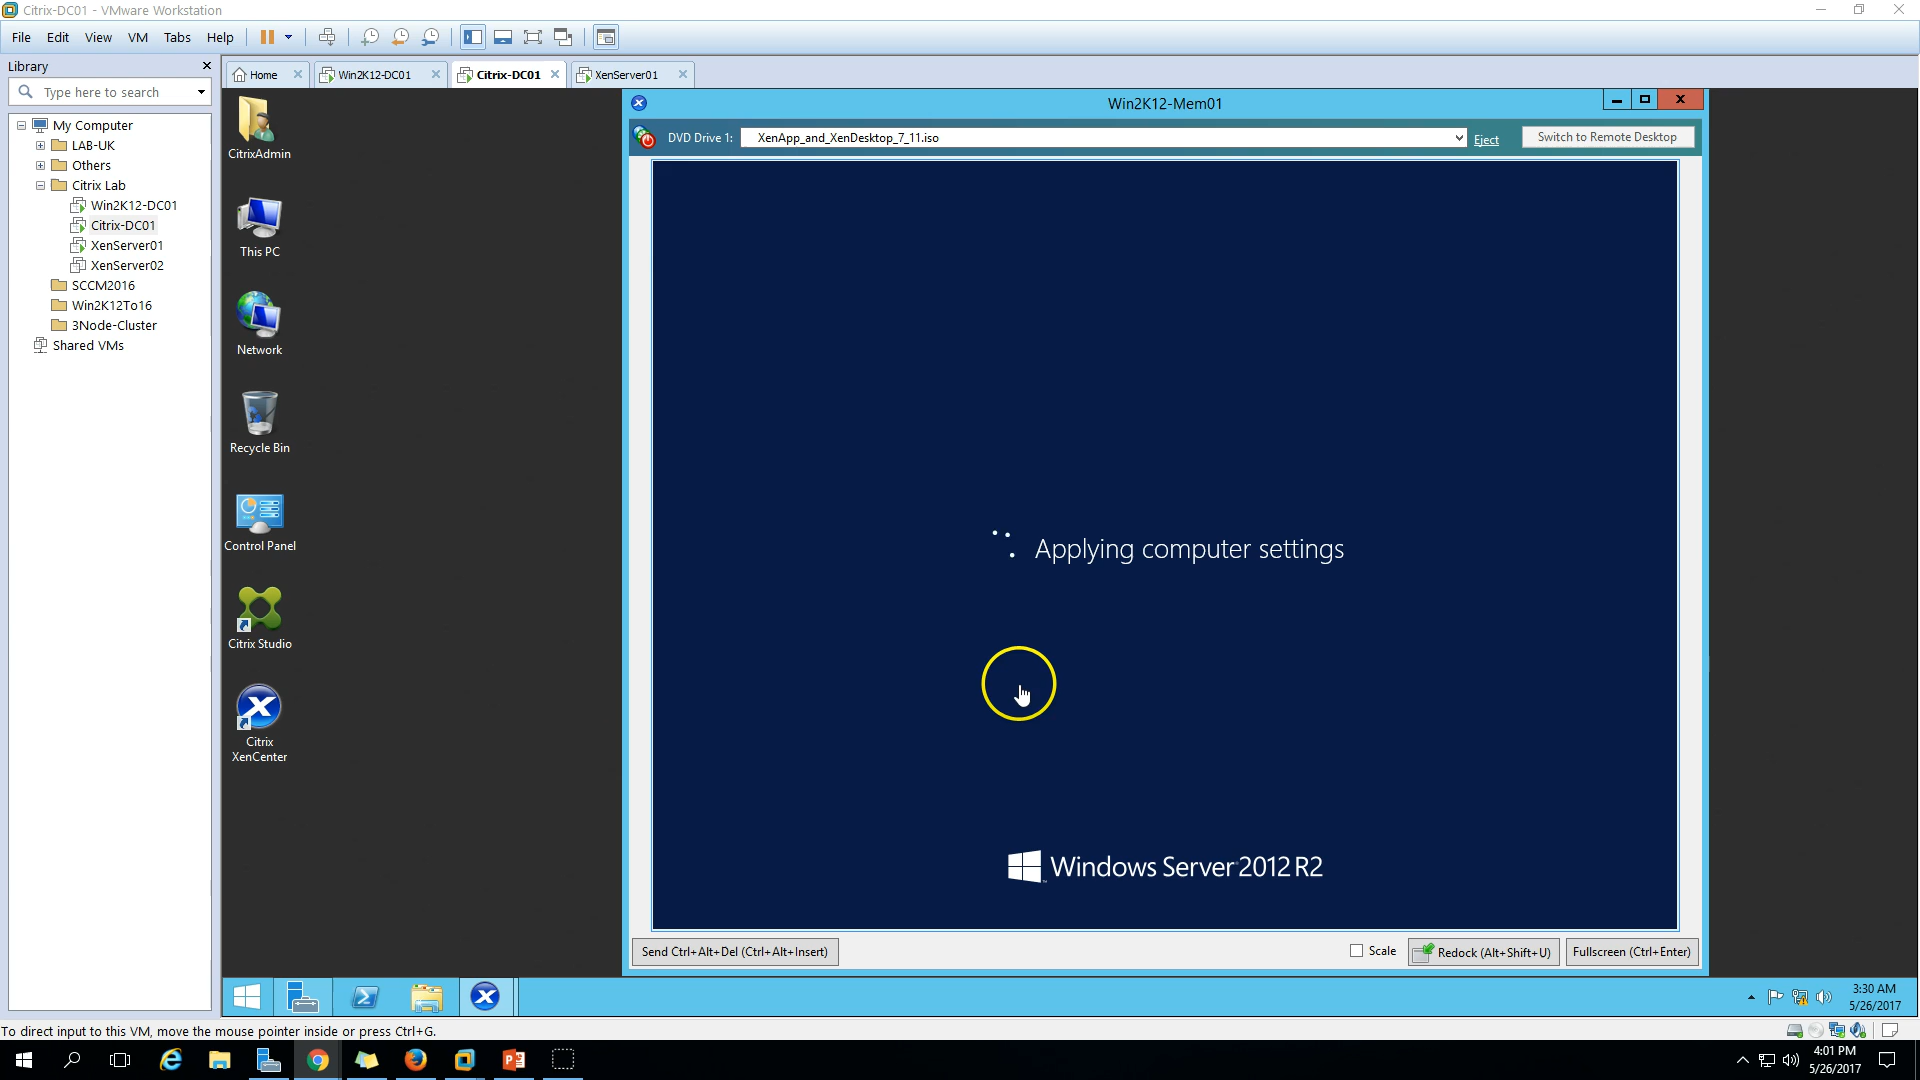 Citrix-DC01 - VMware Workstation
File Edit View VM Tabs Help
Library
Type here to search
Home
Win2K12-DC01
Citrix-DC01
XenServer01
My Computer
LAB-UK
Others
Citrix Lab
Win2K12-DC01
Citrix-DC01
XenServer01
XenServer02
SCCM2016
Win2K12To16
3Node-Cluster
Shared VMs
CitrixAdmin
This PC
Network
Recycle Bin
Control Panel
Citrix Studio
Citrix
XenCenter
Win2K12-Mem01
DVD Drive 1: XenApp_and_XenDesktop_7_11.iso Eject Switch to Remote Desktop
Applying computer settings
Windows Server 2012 R2
Send Ctrl+Alt+Del (Ctrl+Alt+Insert) Scale Redock (Alt+Shift+U) Fullscreen (Ctrl+Enter)
3:30 AM
5/26/2017
To direct input to this VM, move the mouse pointer inside or press Ctrl+G.
4:01 PM
5/26/2017